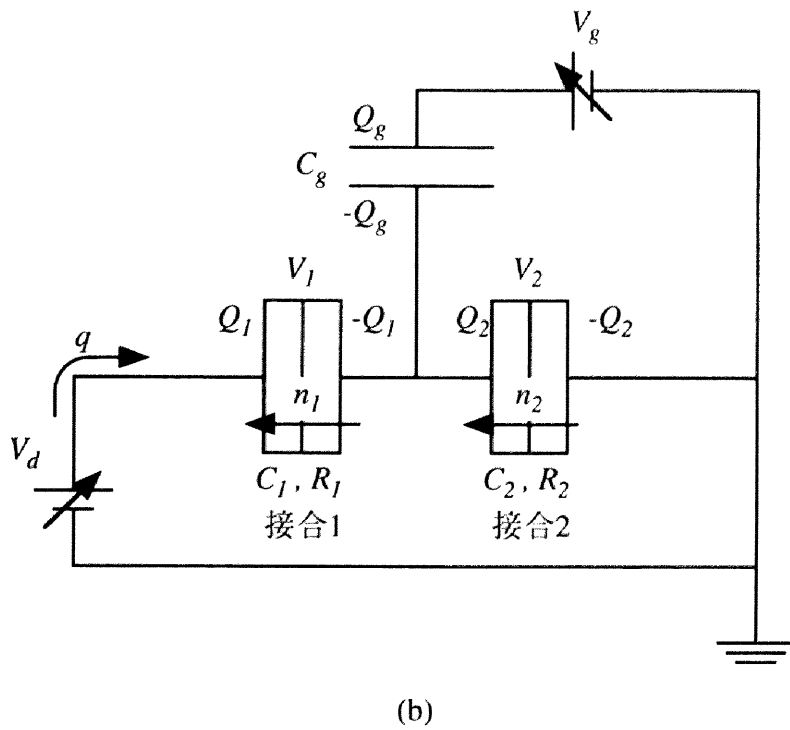 V_g
Q_g
C_g
-Q_g
V_1 V_2
Q_1 -Q_1 Q_2 -Q_2
q
n_1 n_2
V_d
C_1, R_1 C_2, R_2
接合1 接合2
(b)